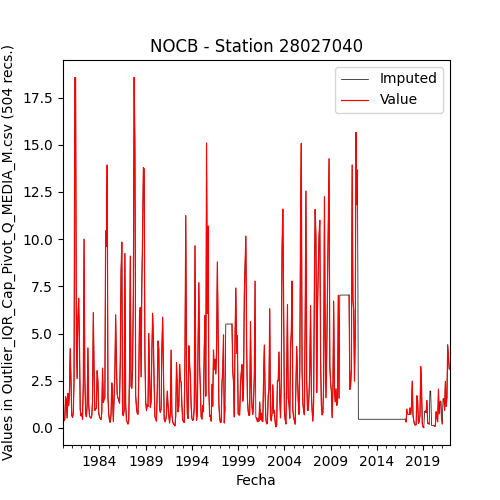 NOCB - Station 28027040
Values in Outlier_IQR_Cap_Pivot_Q_MEDIA_M.csv (504 recs.)
Imputed
Value
17.5
15.0
12.5
10.0
7.5
5.0
2.5
0.0
1984 1989 1994 1999 2004 2009 2014 2019
Fecha